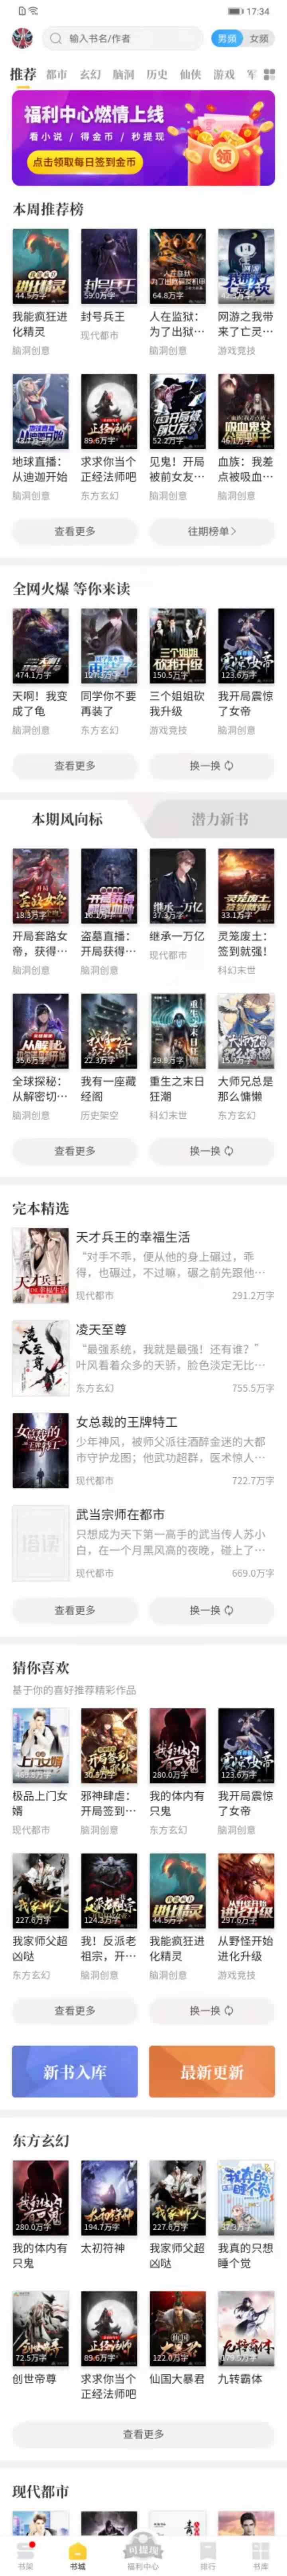 17:34
输入书名/作者
男频
女频
推荐 都市 玄幻 脑洞 历史 仙侠 游戏 军
福利中心燃情上线
看小说 / 得金币 / 秒提现
点击领取每日签到金币
领
本周推荐榜
44.5万字
59.0万字
64.8万字
我能疯狂进
化精灵
脑洞创意
封号兵王
现代都市
人在监狱：
为了出狱…
脑洞创意
网游之我带
来了亡灵…
游戏竞技
89.6万字
52.2万字
地球直播：
从迪迦开始
脑洞创意
求求你当个
正经法师吧
东方玄幻
见鬼！开局
被前女友…
脑洞创意
血族：我差
点被吸血…
脑洞创意
查看更多
往期榜单>
全网火爆 等你来读
474.1万字
150.5万字
123.6万字
天啊！我变
成了龟
脑洞创意
同学你不要
再装了
东方玄幻
三个姐姐砍
我升级
游戏竞技
我开局震惊
了女帝
脑洞创意
查看更多
换一换
本期风向标
潜力新书
18.3万字
37.3万字
33.1万字
开局套路女
帝，获得…
脑洞创意
盗墓直播：
开局获得…
脑洞创意
继承一万亿
现代都市
灵笼废土：
签到就强！
科幻末世
35.6万字
22.3万字
29.9万字
全球探秘：
从解密切…
脑洞创意
我有一座藏
经阁
历史架空
重生之末日
狂潮
科幻末世
大师兄总是
那么慵懒
东方玄幻
查看更多
换一换
完本精选
天才兵王的幸福生活
“对手不乖，便从他的身上碾过，乖
得，也碾过，不过嘛，碾之前先跟他…
现代都市
291.2万字
凌天至尊
“最强系统，我就是最强！还有谁？”
叶风看着众多的天骄，脸色淡定无比…
东方玄幻
755.5万字
女总裁的王牌特工
少年神风，被师父派往酒醉金迷的大都
市守护龙图；他武功超群，医术惊人…
现代都市
722.7万字
武当宗师在都市
只想成为天下第一高手的武当传人苏小
白，在一个月黑风高的夜晚，碰上了…
现代都市
669.0万字
查看更多
换一换
猜你喜欢
基于你的喜好推荐精彩作品
280.0万字
123.6万字
极品上门女
婿
现代都市
邪神肆虐：
开局签到…
脑洞创意
我的体内有
只鬼
东方玄幻
我开局震惊
了女帝
脑洞创意
227.6万字
124.3万字
44.5万字
297.6万字
我家师父超
凶哒
东方玄幻
我！反派老
祖宗，开…
脑洞创意
我能疯狂进
化精灵
脑洞创意
从野怪开始
进化升级
游戏竞技
查看更多
换一换
新书入库
最新更新
东方玄幻
280.0万字
194.7万字
227.6万字
我的体内有
只鬼
太初符神
我家师父超
凶哒
我真的只想
睡个觉
72.5万字
89.6万字
122.0万字
创世帝尊
求求你当个
正经法师吧
仙国大暴君
九转霸体
查看更多
现代都市
可提现
书架
书城
福利中心
排行
书库